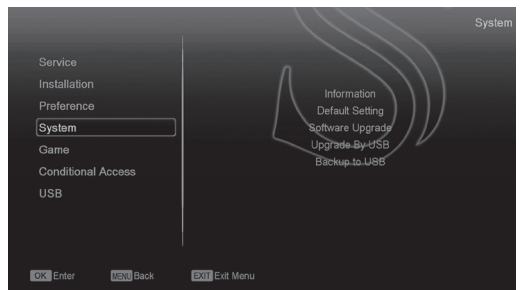 System
Service
Installation
Preference
System
Game
Conditional Access
USB
Information
Default Setting
Software Upgrade
Upgrade By USB
Backup to USB
OK Enter MENU Back EXIT Exit Menu